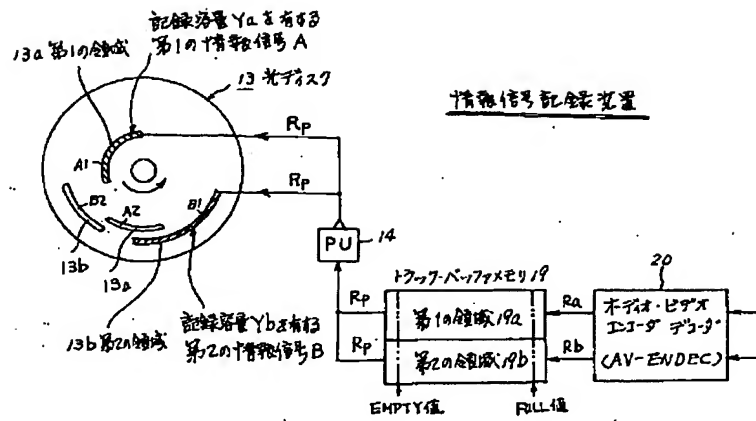 記録容量Yaを有する
第1の情報信号A
13a 第1の領域
13 光ディスク
情報信号記録装置
A1
RP
RP
B2
A2
B1
13b
13a
PU
14
トラック・バッファメモリ 19
20
RP
第1の領域19a
Ra
RP
第2の領域19b
Rb
オーディオ・ビデオ
エンコーダ デコーダ
(AV-ENDEC)
13b 第2の領域
記録容量Ybを有する
第2の情報信号B
EMPTY値
FULL値